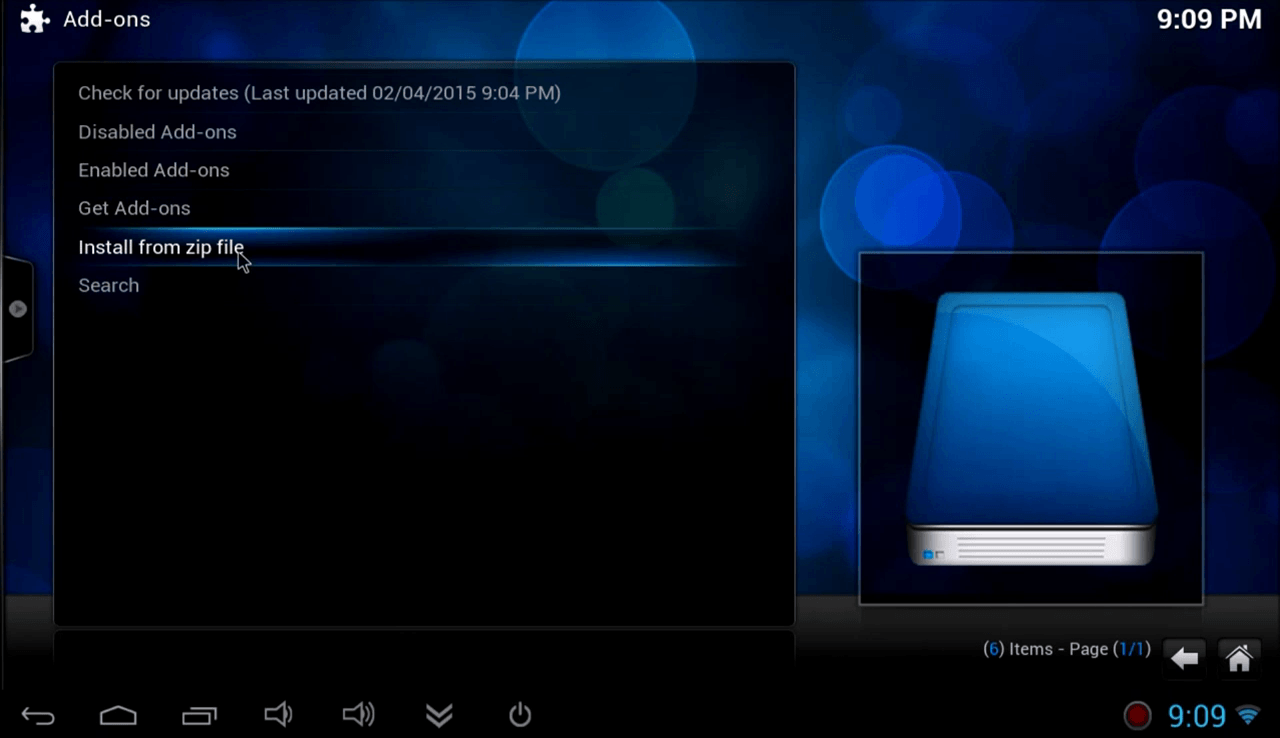 Add-ons
9:09 PM
Check for updates (Last updated 02/04/2015 9:04 PM)
Disabled Add-ons
Enabled Add-ons
Get Add-ons
Install from zip file
Search
(6) Items - Page (1/1)
9:09